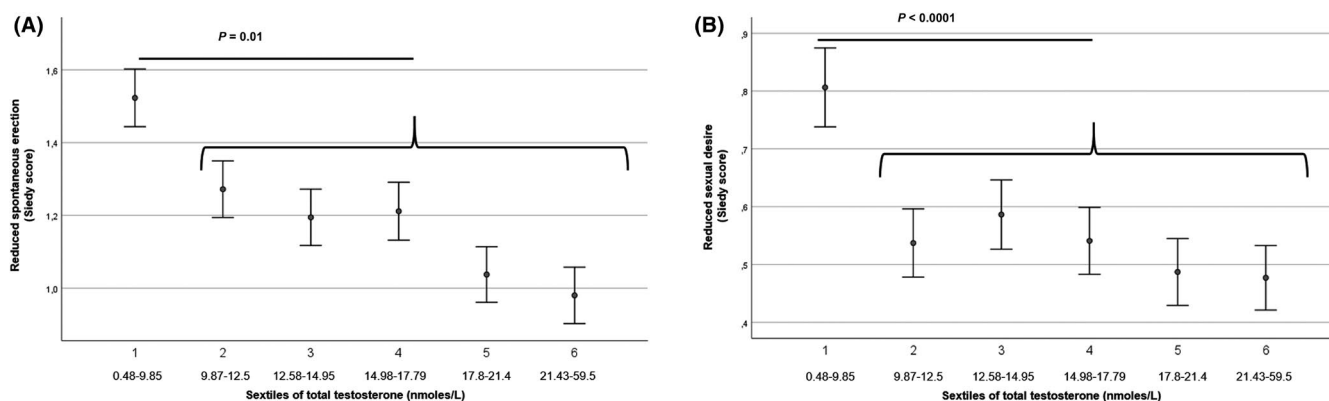 (A)
P = 0.01
Reduced spontaneous erection
(Siedy score)
1,6
1,4
1,2
1,0
1 2 3 4 5 6
0.48-9.85 9.87-12.5 12.58-14.95 14.98-17.79 17.8-21.4 21.43-59.5
Sextiles of total testosterone (nmoles/L)
(B)
P < 0.0001
Reduced sexual desire
(Siedy score)
,9
,8
,7
,6
,5
,4
1 2 3 4 5 6
0.48-9.85 9.87-12.5 12.58-14.95 14.98-17.79 17.8-21.4 21.43-59.5
Sextiles of total testosterone (nmoles/L)